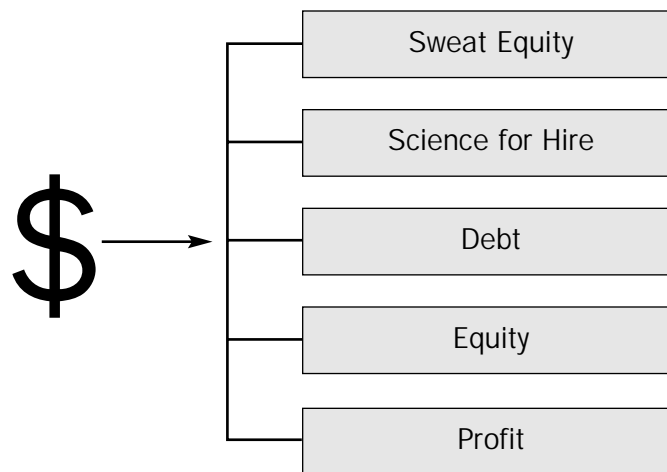 $
Sweat Equity
Science for Hire
Debt
Equity
Profit